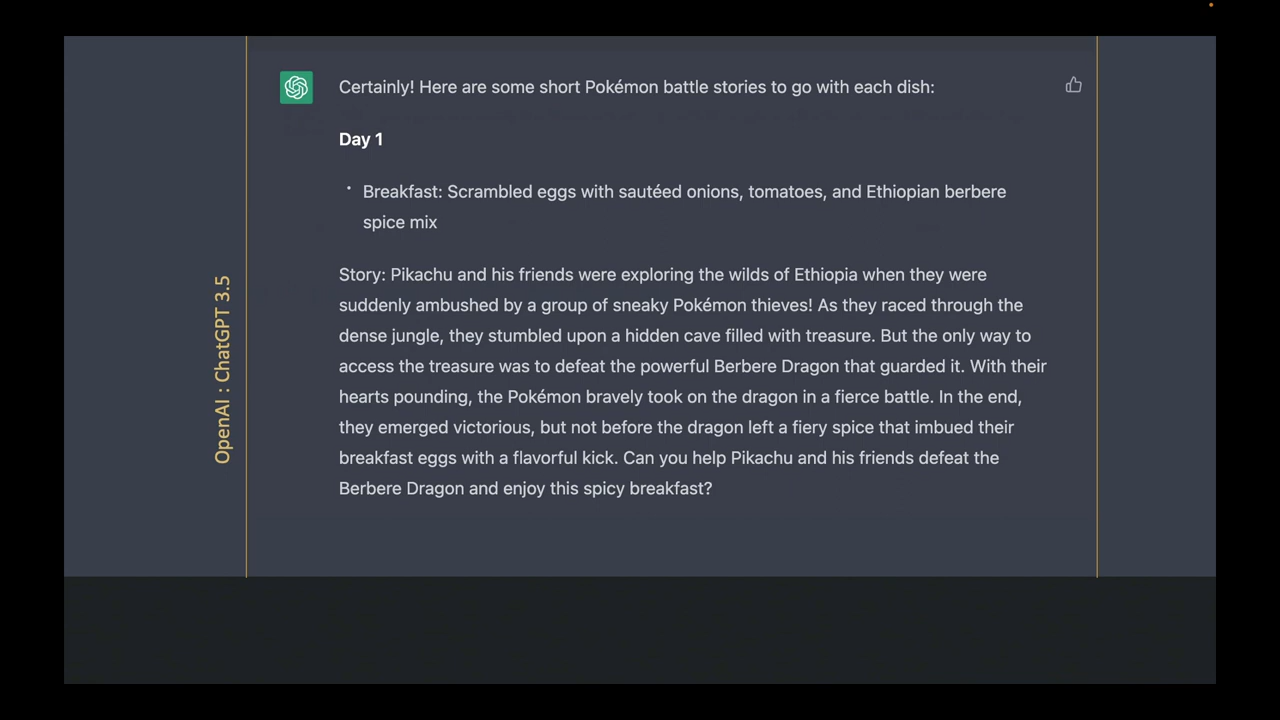 Certainly! Here are some short Pokémon battle stories to go with each dish:
Day 1
• Breakfast: Scrambled eggs with sautéed onions, tomatoes, and Ethiopian berbere
spice mix
Story: Pikachu and his friends were exploring the wilds of Ethiopia when they were
suddenly ambushed by a group of sneaky Pokémon thieves! As they raced through the
dense jungle, they stumbled upon a hidden cave filled with treasure. But the only way to
access the treasure was to defeat the powerful Berbere Dragon that guarded it. With their
hearts pounding, the Pokémon bravely took on the dragon in a fierce battle. In the end,
they emerged victorious, but not before the dragon left a fiery spice that imbued their
breakfast eggs with a flavorful kick. Can you help Pikachu and his friends defeat the
Berbere Dragon and enjoy this spicy breakfast?
OpenAI : ChatGPT 3.5